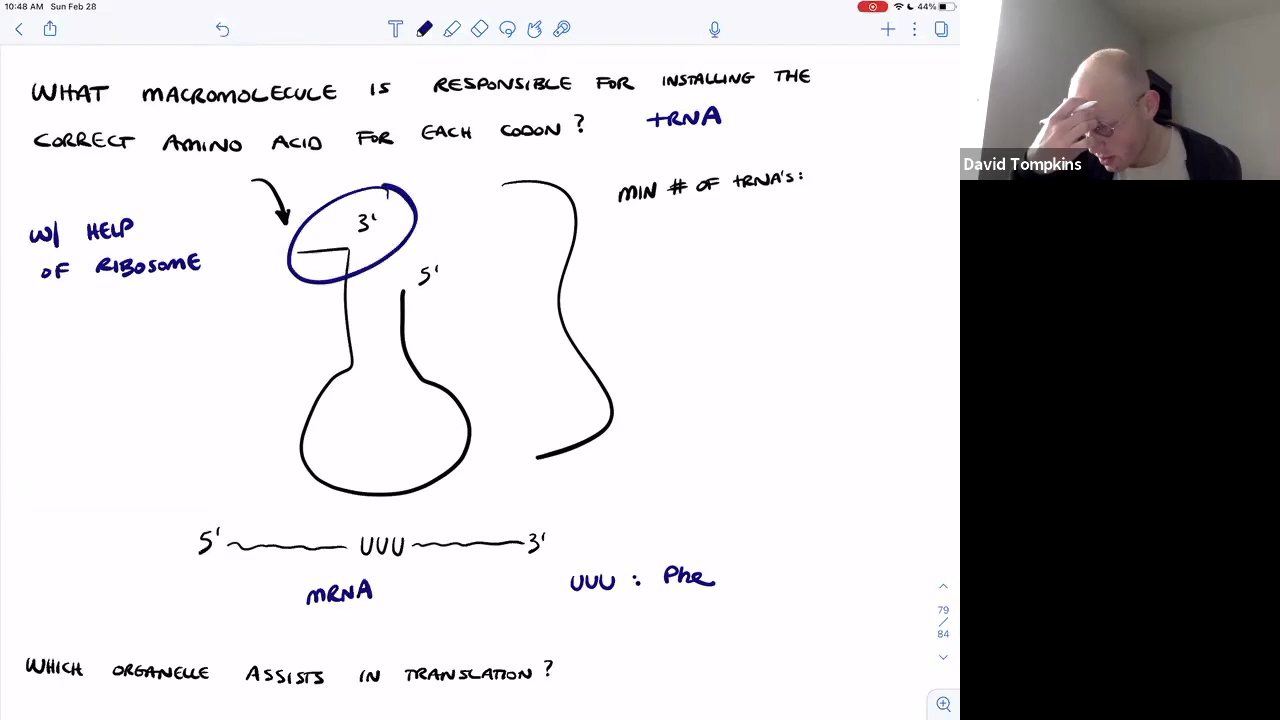 10:48 AM Sun Feb 28
44%
WHAT MACROMOLECULE IS RESPONSIBLE FOR INSTALLING THE
CORRECT AMINO ACID FOR EACH CODON? tRNA
David Tompkins
MIN # OF tRNA'S:
3'
W/ HELP
OF RIBOSOME
5'
5' UUU 3'
mRNA
UUU : Phe
79
/
84
WHICH ORGANELLE ASSISTS IN TRANSLATION?